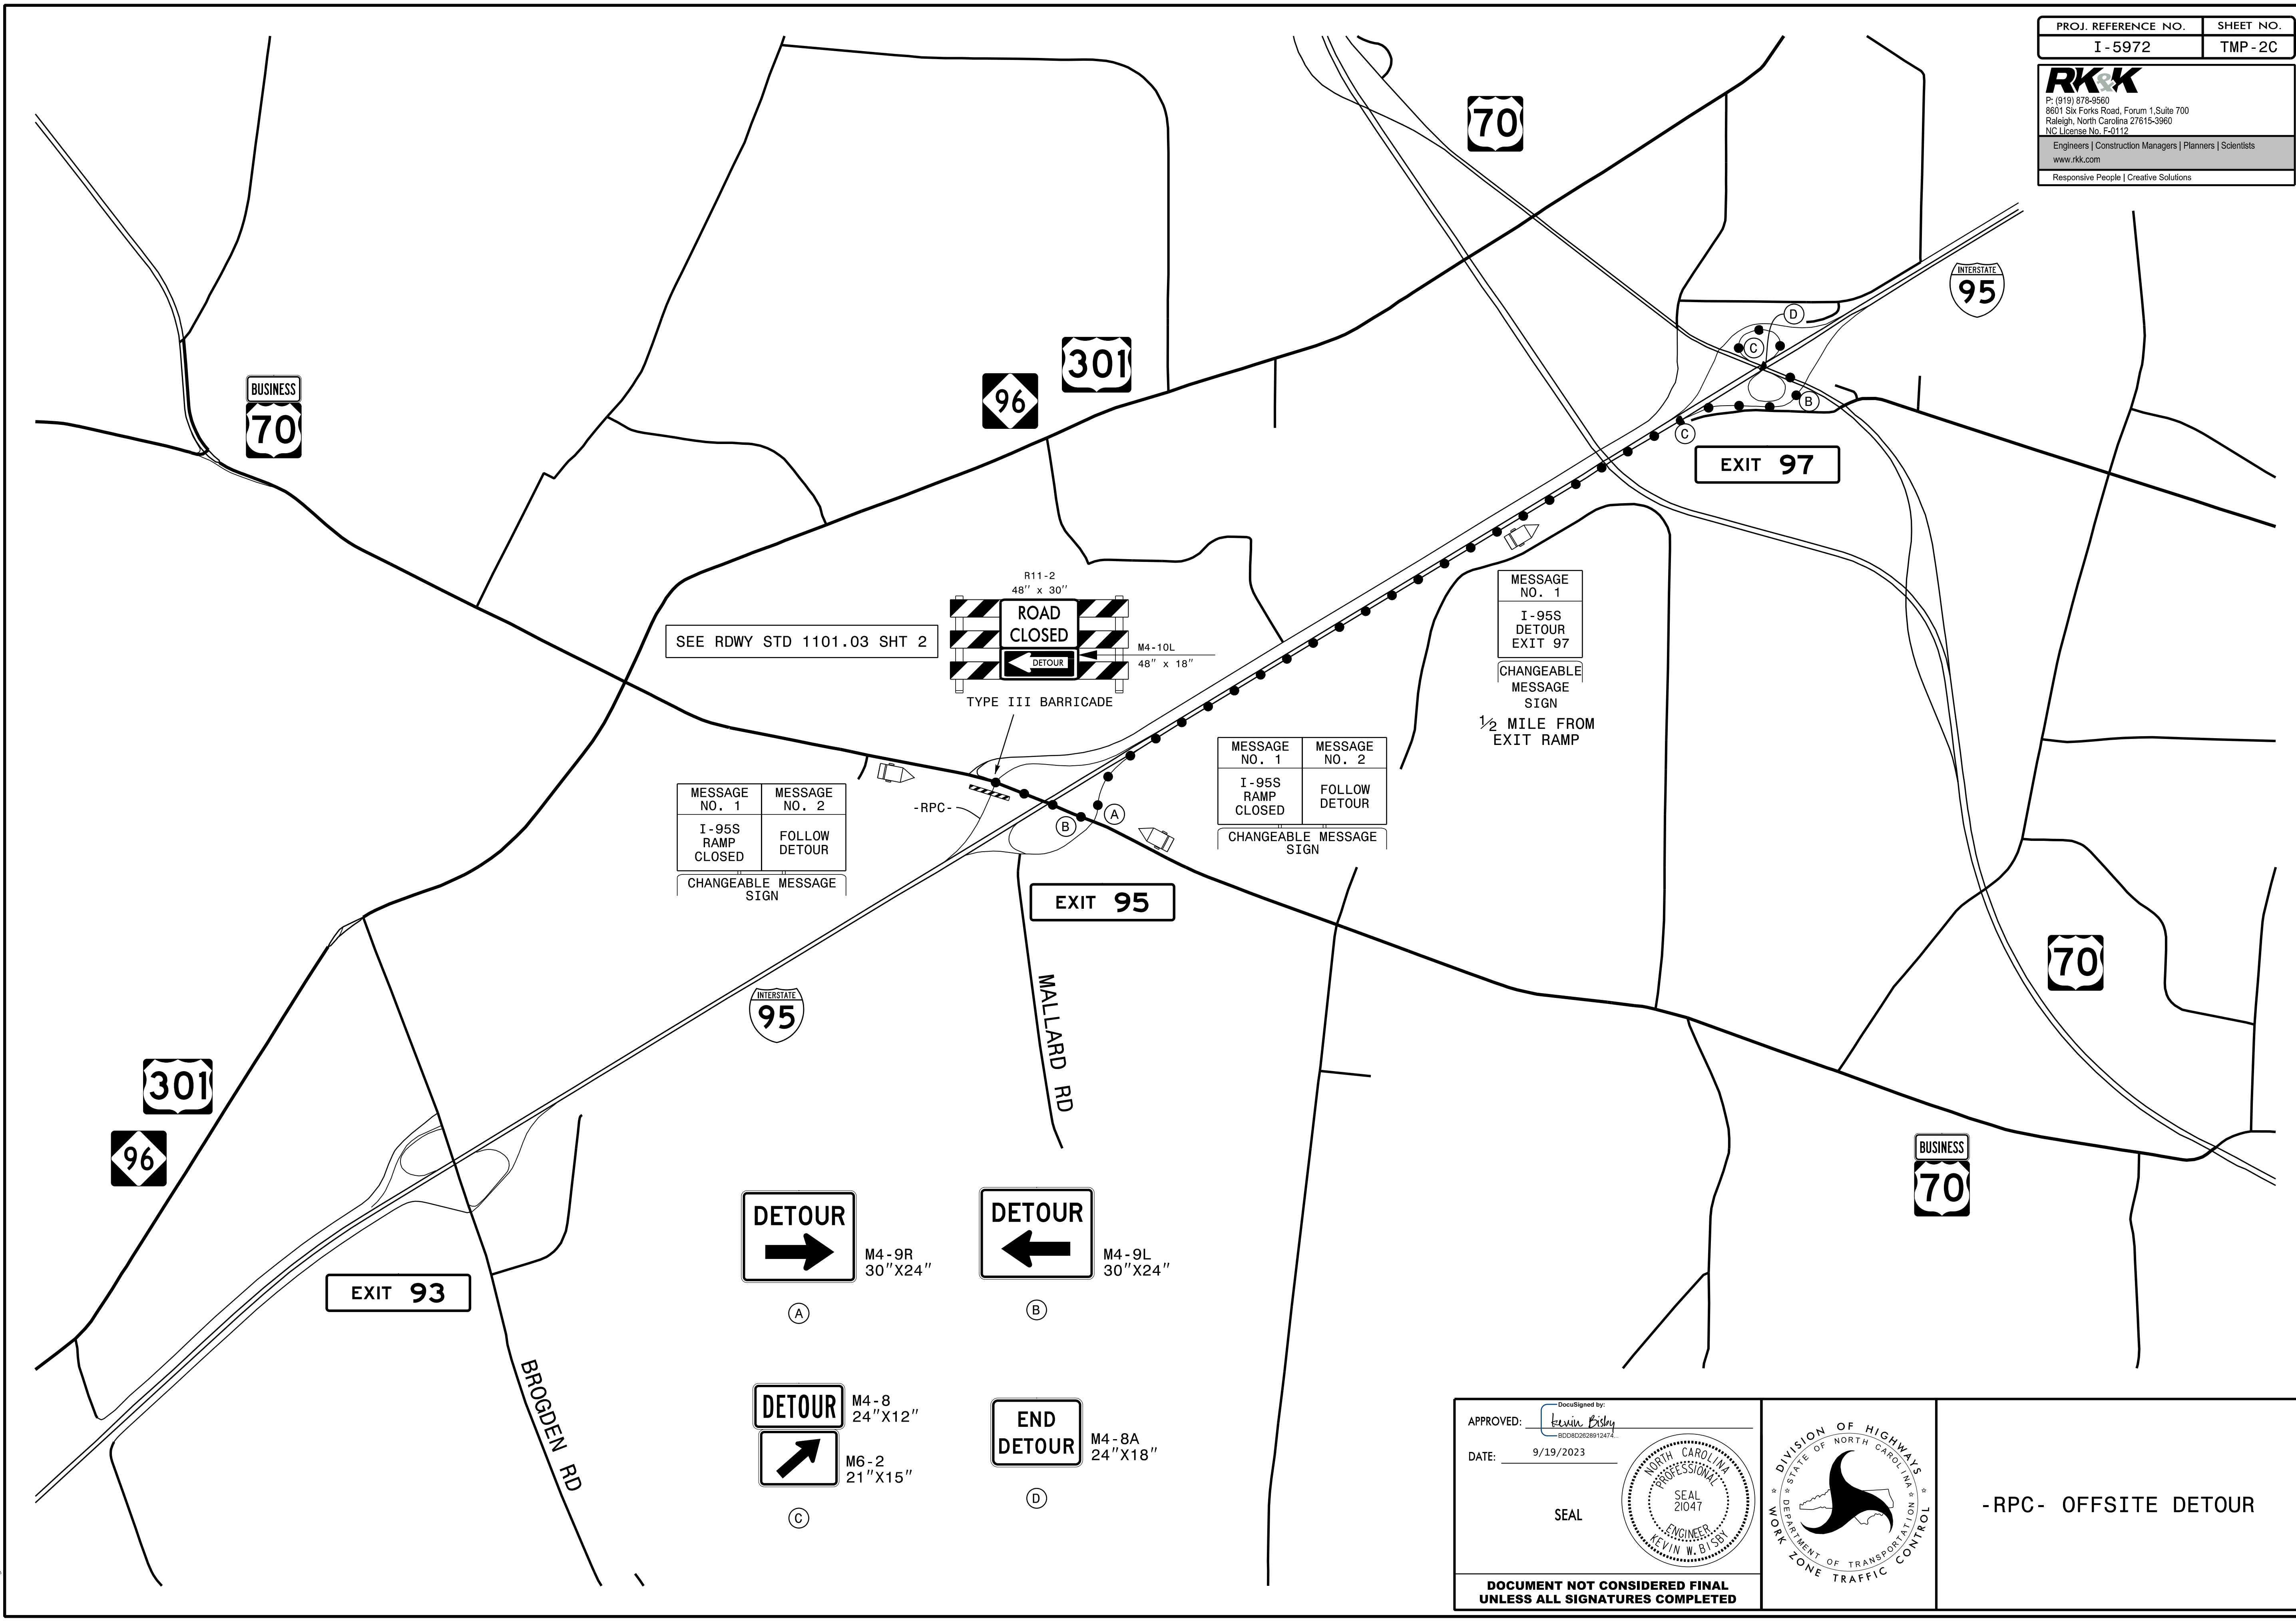 PROJ. REFERENCE NO.
SHEET NO.
I-5972
TMP-2C
RK&K
P: (919) 878-9560
8601 Six Forks Road, Forum 1,Suite 700
Raleigh, North Carolina 27615-3960
NC License No. F-0112
Engineers | Construction Managers | Planners | Scientists
www.rkk.com
Responsive People | Creative Solutions
70
INTERSTATE
95
D
C
B
C
EXIT 97
301
96
BUSINESS
70
R11-2
48" x 30"
ROAD
CLOSED
DETOUR
M4-10L
48" x 18"
SEE RDWY STD 1101.03 SHT 2
TYPE III BARRICADE
MESSAGE
NO. 1
I-95S
DETOUR
EXIT 97
CHANGEABLE
MESSAGE
SIGN
1/2 MILE FROM
EXIT RAMP
MESSAGE
NO. 1
MESSAGE
NO. 2
I-95S
RAMP
CLOSED
FOLLOW
DETOUR
CHANGEABLE MESSAGE
SIGN
MESSAGE
NO. 1
MESSAGE
NO. 2
I-95S
RAMP
CLOSED
FOLLOW
DETOUR
CHANGEABLE MESSAGE
SIGN
-RPC-
A
B
EXIT 95
MALLARD RD
INTERSTATE
95
70
301
96
BUSINESS
70
EXIT 93
BROGDEN RD
DETOUR
M4-9R
30"X24"
A
DETOUR
M4-9L
30"X24"
B
DETOUR
M4-8
24"X12"
M6-2
21"X15"
C
END
DETOUR
M4-8A
24"X18"
D
APPROVED:
DocuSigned by:
Kevin Bisby
BDD8D2628912474...
DATE: 9/19/2023
SEAL
NORTH CAROLINA
PROFESSIONAL
SEAL
21047
ENGINEER
KEVIN W. BISBY
DOCUMENT NOT CONSIDERED FINAL
UNLESS ALL SIGNATURES COMPLETED
DIVISION OF HIGHWAYS
STATE OF NORTH CAROLINA
DEPARTMENT OF TRANSPORTATION
WORK ZONE TRAFFIC CONTROL
-RPC- OFFSITE DETOUR